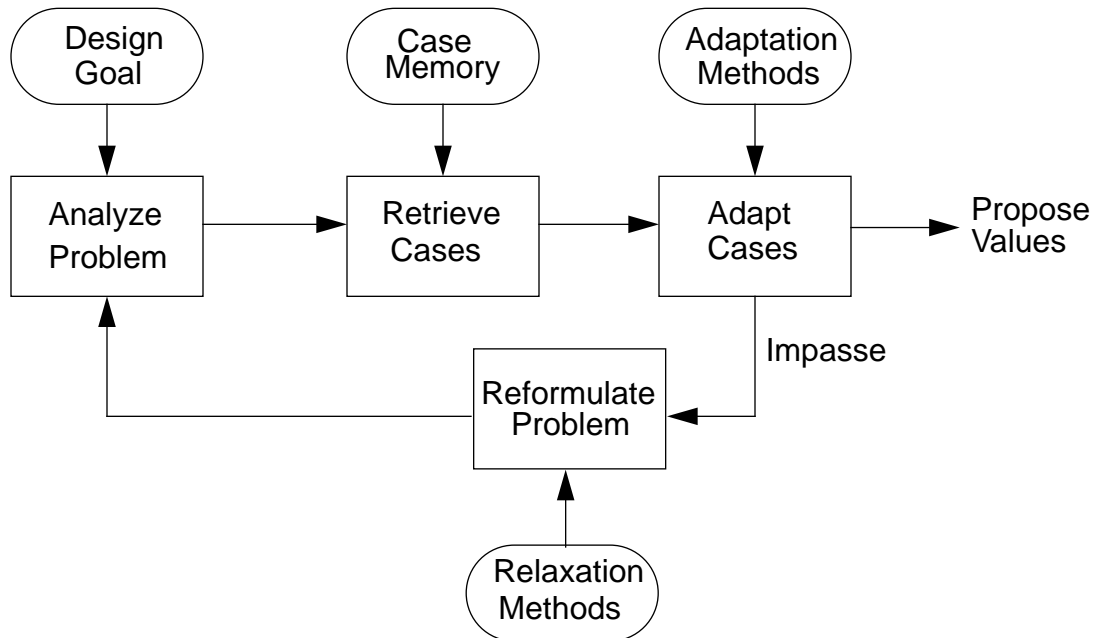 Design
Goal
Case
Memory
Adaptation
Methods
Analyze
Problem
Retrieve
Cases
Adapt
Cases
Propose
Values
Impasse
Reformulate
Problem
Relaxation
Methods